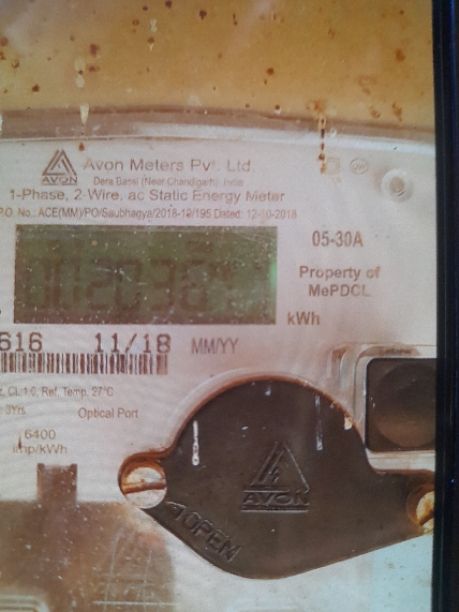 AVON
Avon Meters Pvt. Ltd.
Dera Bassi (Near Chandigarh) India
1-Phase, 2-Wire, ac Static Energy Meter
P.O. No.: ACE(MM)/PO/Saubhagya/2018-19/195 Dated: 12-10-2018
05-30A
Property of
MePDCL
kWh
616 11/18 MM/YY
CL 1.0, Ref. Temp. 27°C
3Yrs. Optical Port
6400
imp/kWh
AVON
OPEN